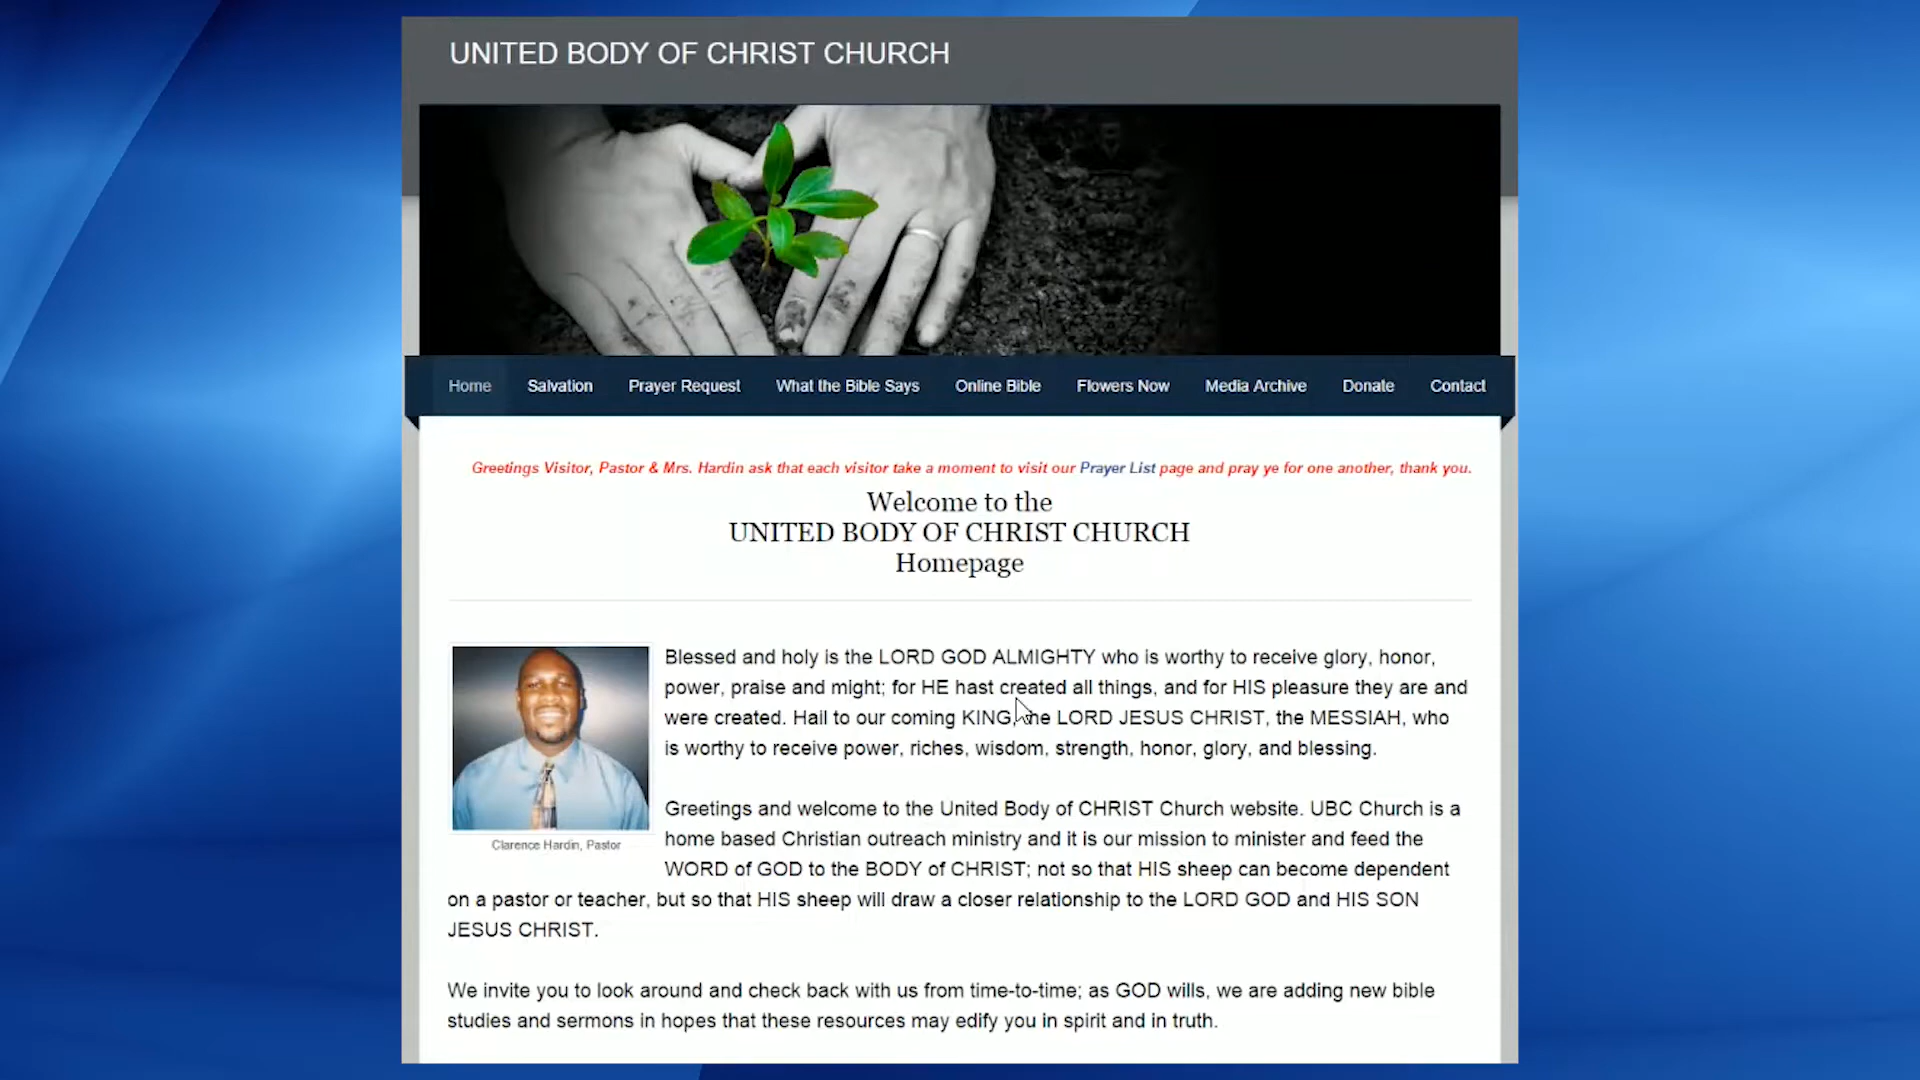 UNITED BODY OF CHRIST CHURCH
Home Salvation Prayer Request What the Bible Says Online Bible Flowers Now Media Archive Donate Contact
Greetings Visitor, Pastor & Mrs. Hardin ask that each visitor take a moment to visit our Prayer List page and pray ye for one another, thank you.
Welcome to the
UNITED BODY OF CHRIST CHURCH
Homepage
Blessed and holy is the LORD GOD ALMIGHTY who is worthy to receive glory, honor,
power, praise and might; for HE hast created all things, and for HIS pleasure they are and
were created. Hail to our coming KING, he LORD JESUS CHRIST, the MESSIAH, who
is worthy to receive power, riches, wisdom, strength, honor, glory, and blessing.
Clarence Hardin, Pastor
Greetings and welcome to the United Body of CHRIST Church website. UBC Church is a
home based Christian outreach ministry and it is our mission to minister and feed the
WORD of GOD to the BODY of CHRIST; not so that HIS sheep can become dependent
on a pastor or teacher, but so that HIS sheep will draw a closer relationship to the LORD GOD and HIS SON
JESUS CHRIST.
We invite you to look around and check back with us from time-to-time; as GOD wills, we are adding new bible
studies and sermons in hopes that these resources may edify you in spirit and in truth.